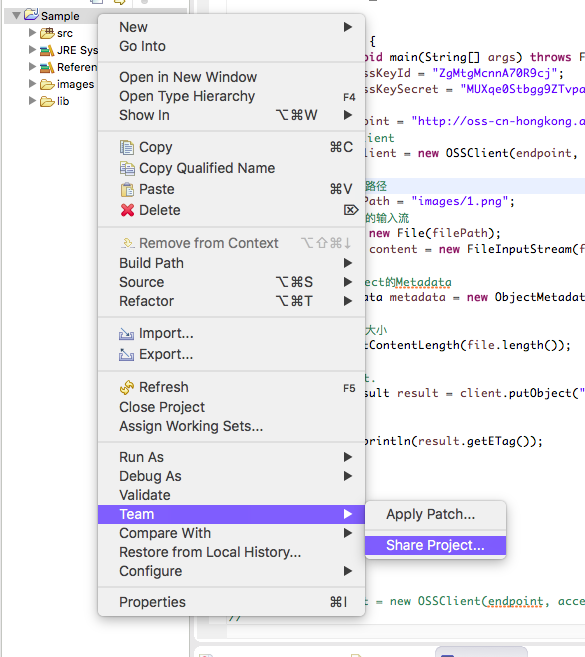 Sample
src
JRE Sys
Referen
images
lib
New
Go Into
Open in New Window
Open Type Hierarchy F4
Show In ⌥⌘W
Copy ⌘C
Copy Qualified Name
Paste ⌘V
Delete ⌦
Remove from Context ⌥⇧⌘↓
Build Path
Source ⌥⌘S
Refactor ⌥⌘T
Import...
Export...
Refresh F5
Close Project
Assign Working Sets...
Run As
Debug As
Validate
Team
Compare With
Restore from Local History...
Configure
Properties ⌘I
Apply Patch...
Share Project...
{
oid main(String[] args) throws F
ssKeyId = "ZgMtgMcnnA70R9cj";
ssKeySecret = "MUXqe0Stbgg9ZTvpa
oint = "http://oss-cn-hongkong.a
lient
lient = new OSSClient(endpoint,
路径
Path = "images/1.png";
的输入流
new File(filePath);
content = new FileInputStream(f
ect的Metadata
ata metadata = new ObjectMetadat
大小
tContentLength(file.length());
t.
sult result = client.putObject("
println(result.getETag());
t = new OSSClient(endpoint, acce
//